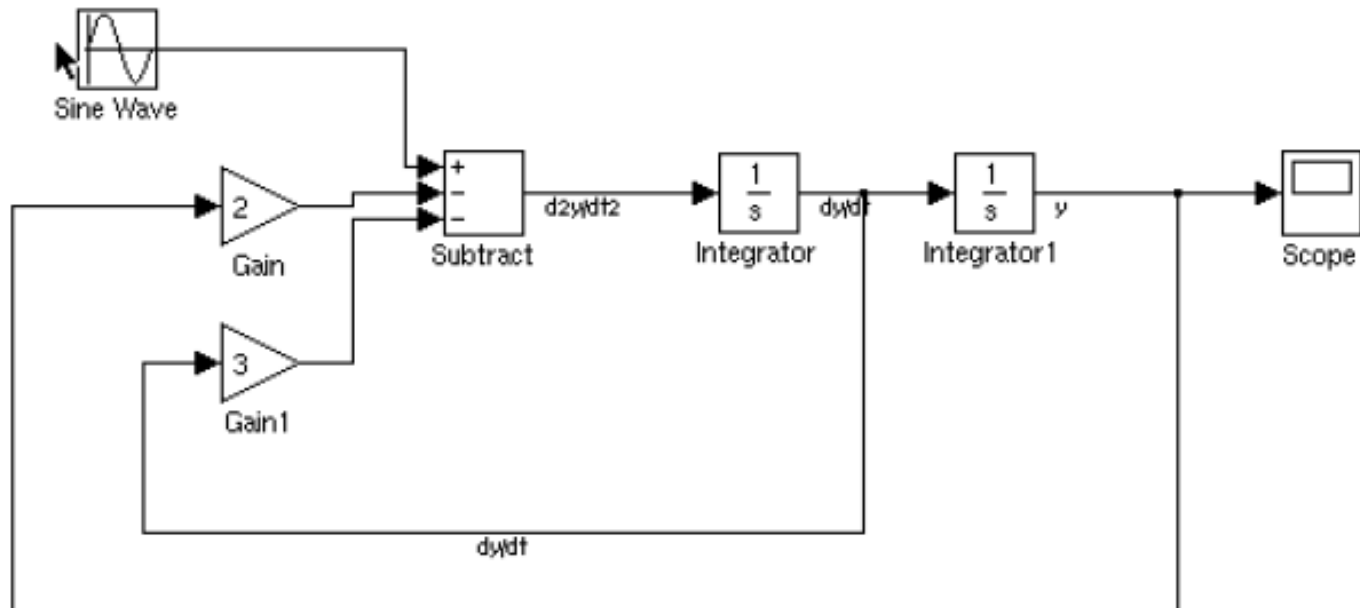 Sine Wave
+
−
−
2
Gain
Subtract
d2y/dt2
1
s
Integrator
dy/dt
1
s
Integrator1
y
Scope
3
Gain1
dy/dt